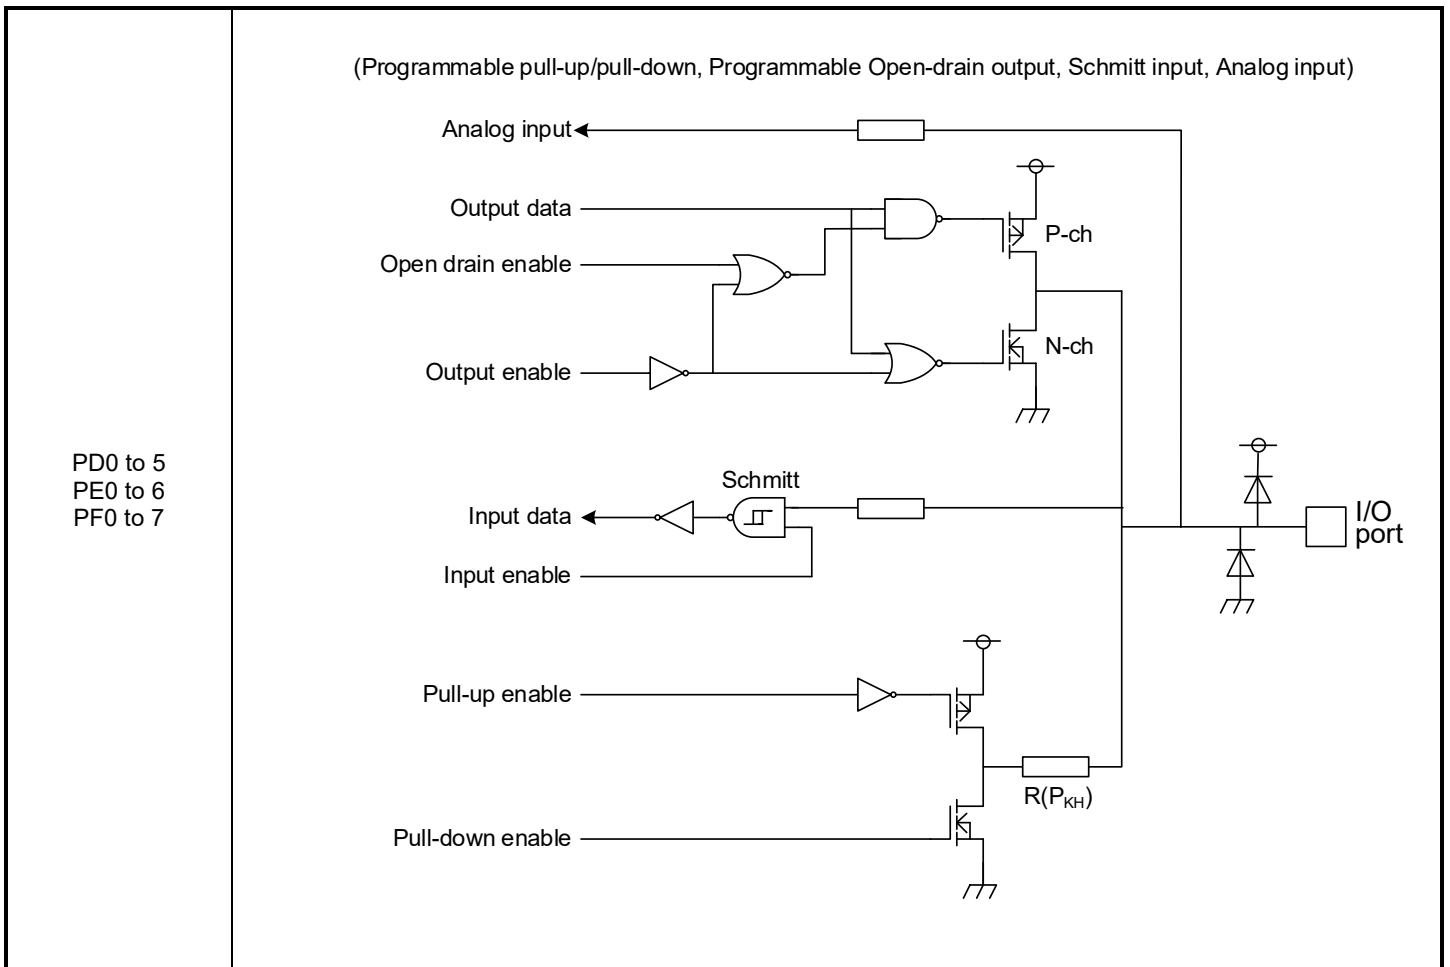 (Programmable pull-up/pull-down, Programmable Open-drain output, Schmitt input, Analog input)
Analog input
Output data
P-ch
Open drain enable
N-ch
Output enable
PD0 to 5
PE0 to 6
PF0 to 7
Schmitt
Input data
I/O
port
Input enable
Pull-up enable
R(PKH)
Pull-down enable